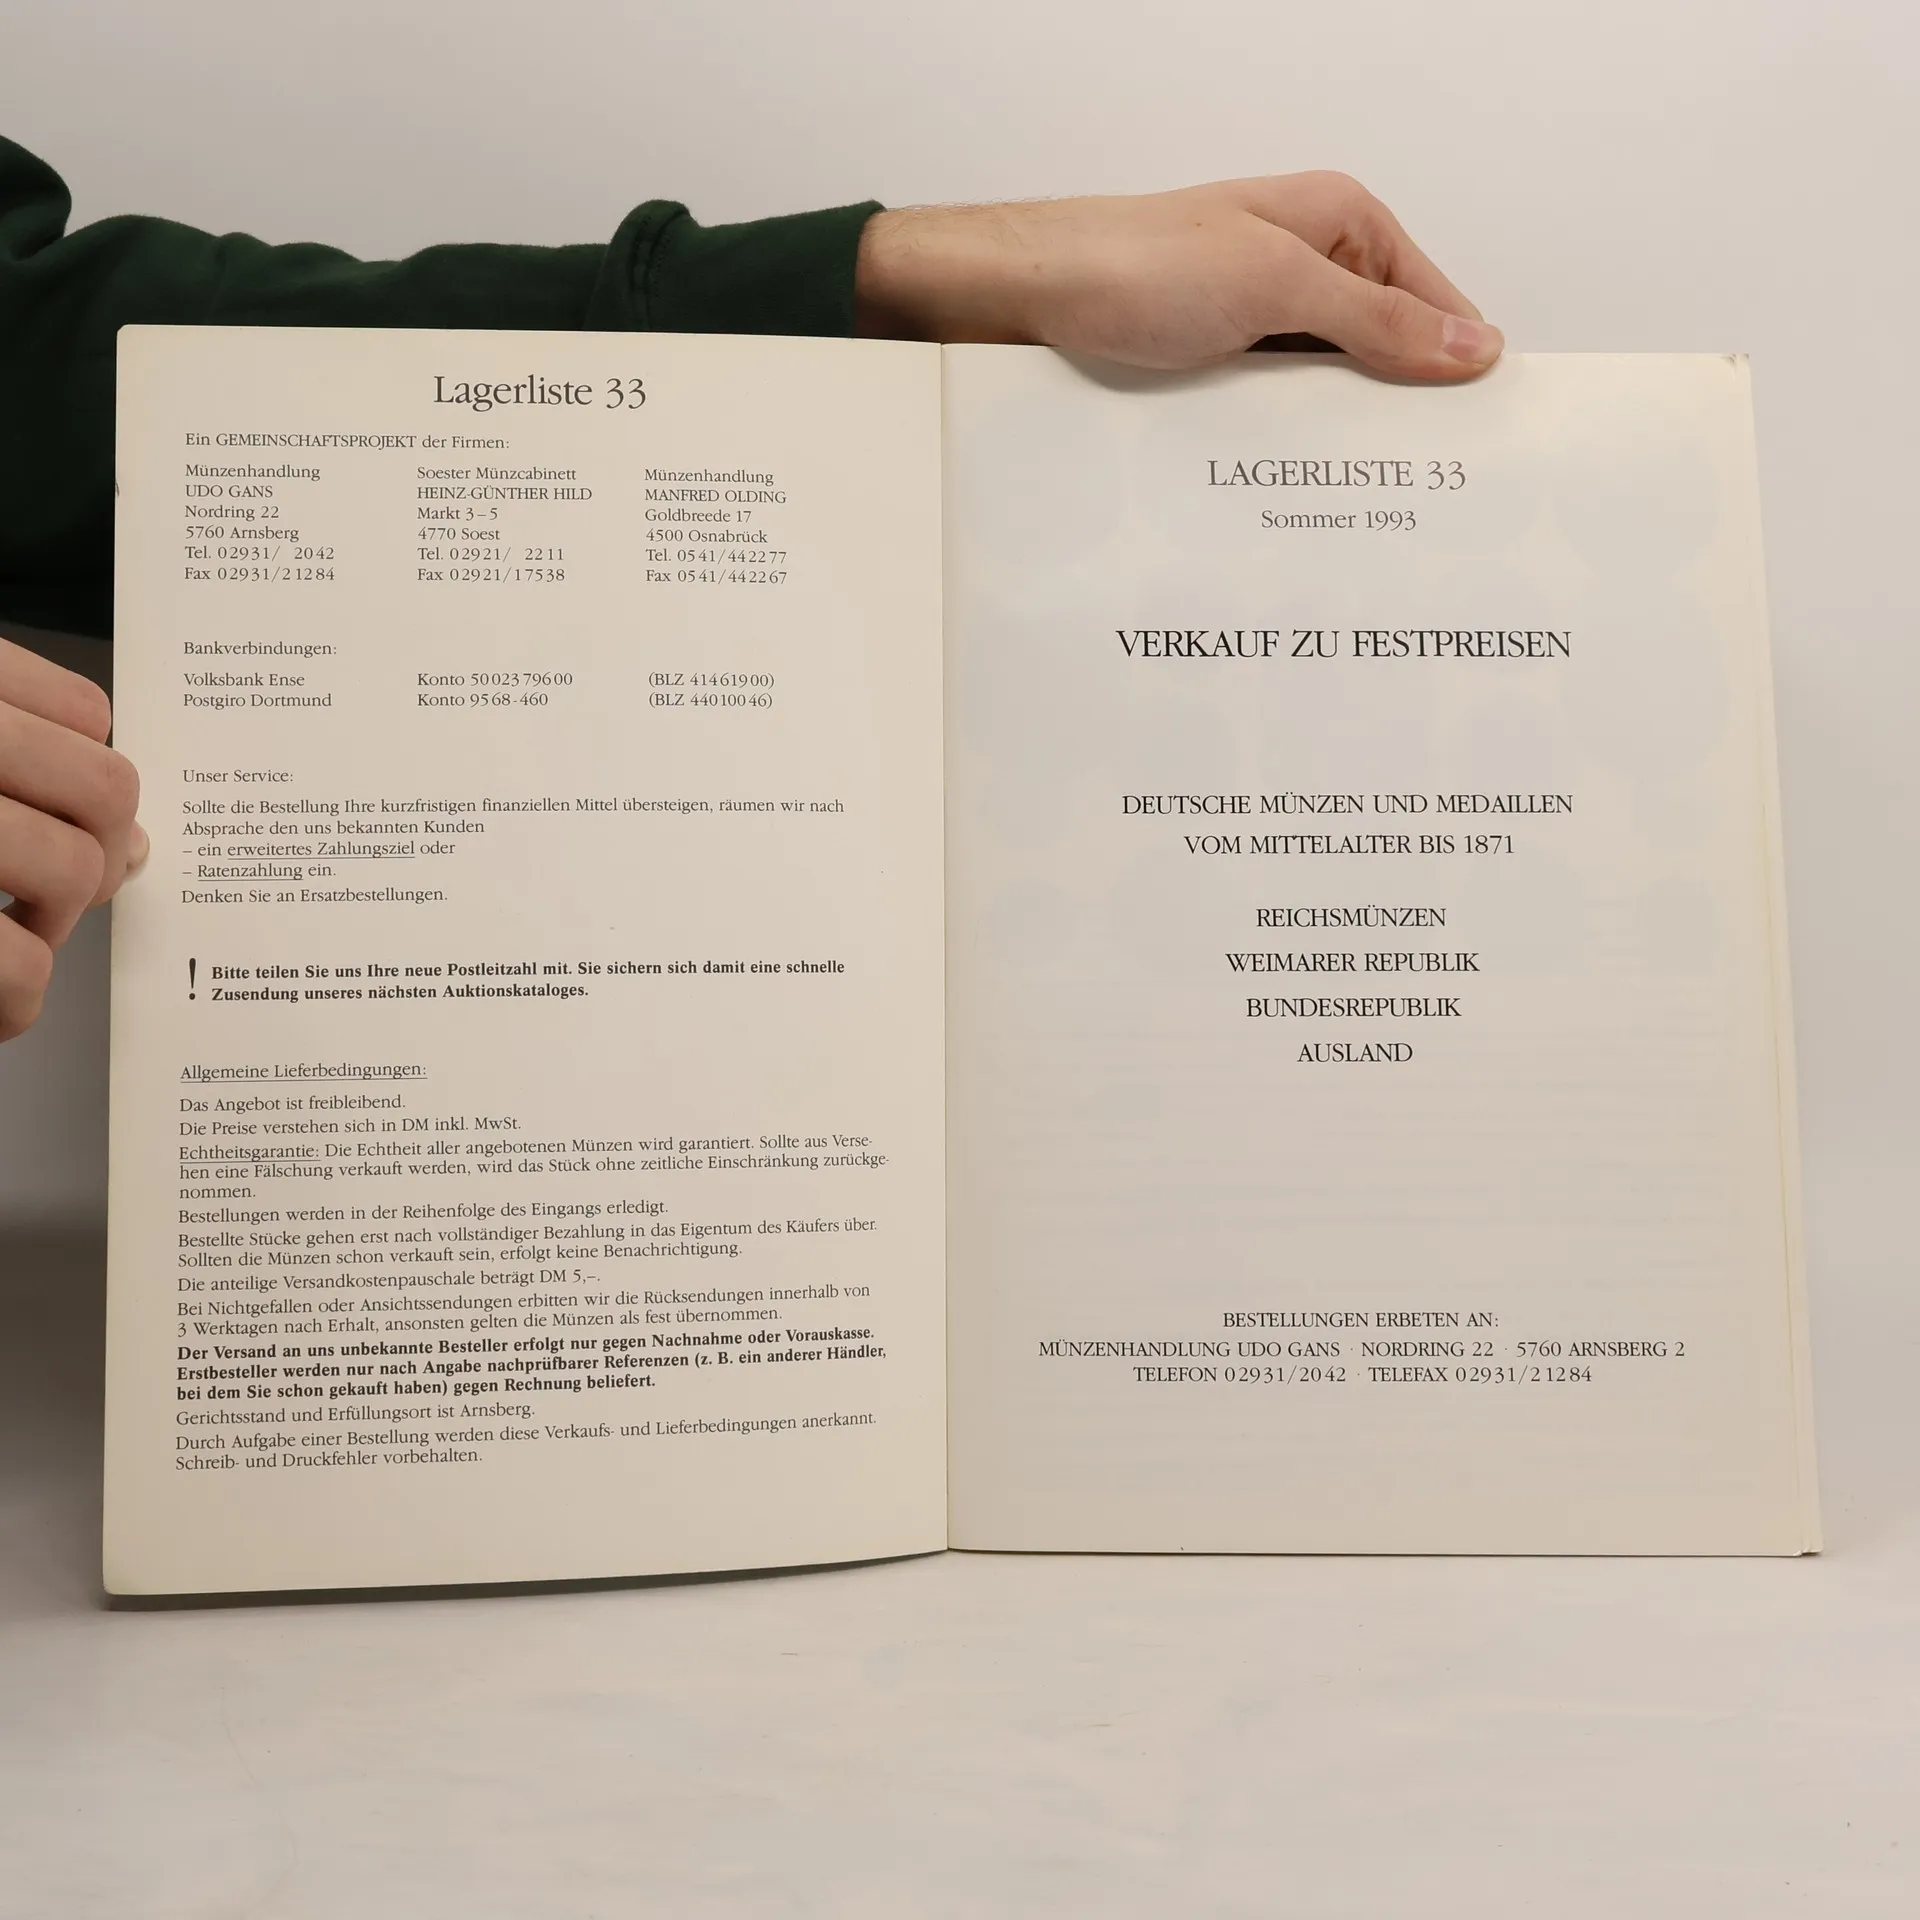 Lagerliste 33
Ein GEMEINSCHAFTSPROJEKT der Firmen:
Münzenhandlung
UDO GANS
Nordring 22
5760 Arnsberg
Tel. 02931/ 2042
Fax 02931/21284
Soester Münzcabinett
HEINZ-GÜNTHER HILD
Markt 3–5
4770 Soest
Tel. 02921/ 2211
Fax 02921/17538
Münzenhandlung
MANFRED OLDING
Goldbreede 17
4500 Osnabrück
Tel. 0541/442277
Fax 0541/442267
Bankverbindungen:
Volksbank Ense Konto 5002379600 (BLZ 41461900)
Postgiro Dortmund Konto 9568-460 (BLZ 44010046)
Unser Service:
Sollte die Bestellung Ihre kurzfristigen finanziellen Mittel übersteigen, räumen wir nach
Absprache den uns bekannten Kunden
– ein erweitertes Zahlungsziel oder
– Ratenzahlung ein.
Denken Sie an Ersatzbestellungen.
! Bitte teilen Sie uns Ihre neue Postleitzahl mit. Sie sichern sich damit eine schnelle
Zusendung unseres nächsten Auktionskataloges.
Allgemeine Lieferbedingungen:
Das Angebot ist freibleibend.
Die Preise verstehen sich in DM inkl. MwSt.
Echtheitsgarantie: Die Echtheit aller angebotenen Münzen wird garantiert. Sollte aus Verse-
hen eine Fälschung verkauft werden, wird das Stück ohne zeitliche Einschränkung zurückge-
nommen.
Bestellungen werden in der Reihenfolge des Eingangs erledigt.
Bestellte Stücke gehen erst nach vollständiger Bezahlung in das Eigentum des Käufers über.
Sollten die Münzen schon verkauft sein, erfolgt keine Benachrichtigung.
Die anteilige Versandkostenpauschale beträgt DM 5,–.
Bei Nichtgefallen oder Ansichtssendungen erbitten wir die Rücksendungen innerhalb von
3 Werktagen nach Erhalt, ansonsten gelten die Münzen als fest übernommen.
Der Versand an uns unbekannte Besteller erfolgt nur gegen Nachnahme oder Vorauskasse.
Erstbesteller werden nur nach Angabe nachprüfbarer Referenzen (z. B. ein anderer Händler,
bei dem Sie schon gekauft haben) gegen Rechnung beliefert.
Gerichtsstand und Erfüllungsort ist Arnsberg.
Durch Aufgabe einer Bestellung werden diese Verkaufs- und Lieferbedingungen anerkannt.
Schreib- und Druckfehler vorbehalten.
LAGERLISTE 33
Sommer 1993
VERKAUF ZU FESTPREISEN
DEUTSCHE MÜNZEN UND MEDAILLEN
VOM MITTELALTER BIS 1871
REICHSMÜNZEN
WEIMARER REPUBLIK
BUNDESREPUBLIK
AUSLAND
BESTELLUNGEN ERBETEN AN:
MÜNZENHANDLUNG UDO GANS · NORDRING 22 · 5760 ARNSBERG 2
TELEFON 02931/2042 · TELEFAX 02931/21284